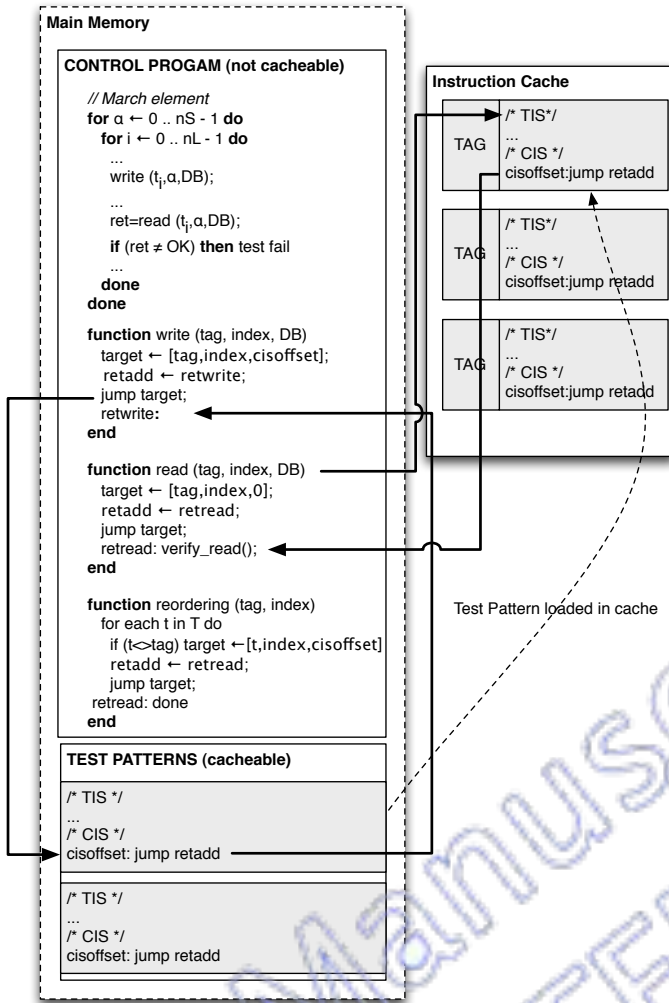 Main Memory
CONTROL PROGAM (not cacheable)
// March element
for α ← 0 .. nS - 1 do
for i ← 0 .. nL - 1 do
...
write (ti,α,DB);
...
ret=read (ti,α,DB);
if (ret ≠ OK) then test fail
...
done
done
function write (tag, index, DB)
target ← [tag,index,cisoffset];
retadd ← retwrite;
jump target;
retwrite:
end
function read (tag, index, DB)
target ← [tag,index,0];
retadd ← retread;
jump target;
retread: verify_read();
end
function reordering (tag, index)
for each t in T do
if (t<>tag) target ←[t,index,cisoffset]
retadd ← retread;
jump target;
retread: done
end
TEST PATTERNS (cacheable)
/* TIS */
...
/* CIS */
cisoffset: jump retadd
/* TIS */
...
/* CIS */
cisoffset: jump retadd
Instruction Cache
TAG
/* TIS*/
...
/* CIS */
cisoffset:jump retadd
TAG
/* TIS*/
...
/* CIS */
cisoffset:jump retadd
TAG
/* TIS*/
...
/* CIS */
cisoffset:jump retadd
Test Pattern loaded in cache